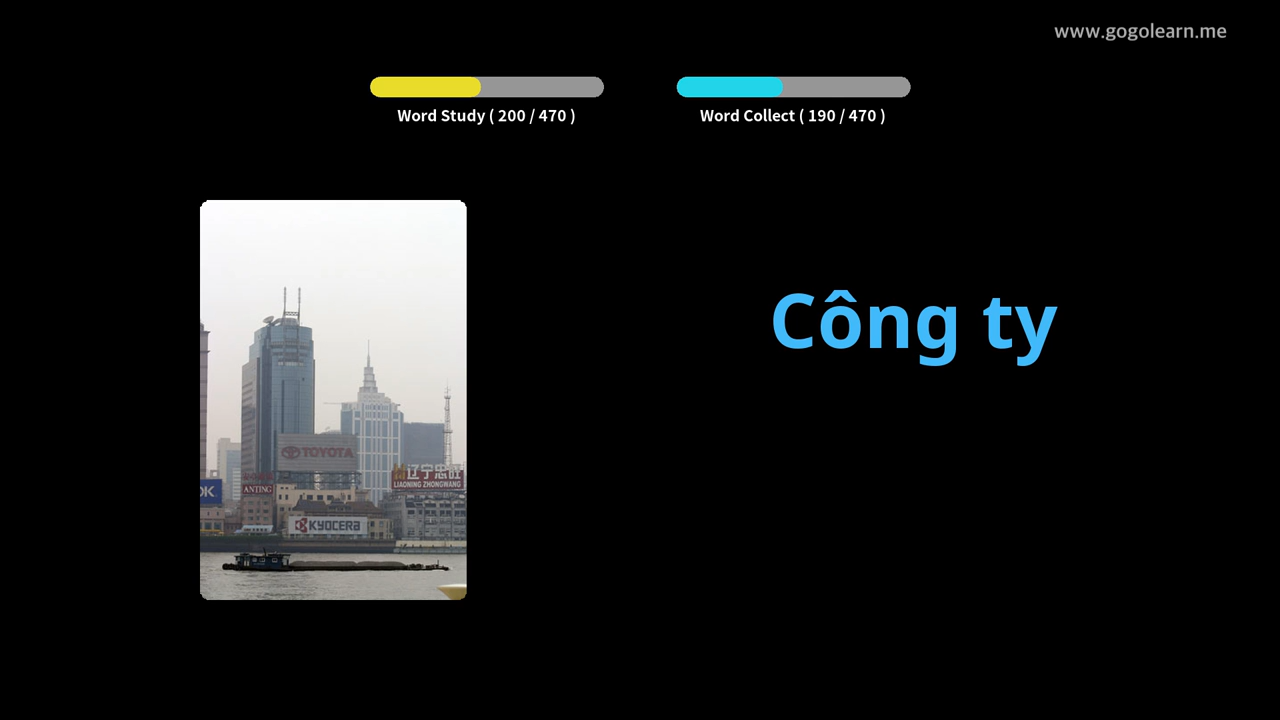 www.gogolearn.me
Word Study ( 200 / 470 )
Word Collect ( 190 / 470 )
Công ty
TOYOTA
辽宁忠旺
LIAONING ZHONGWANG
OK
ANTING
KYOCERA